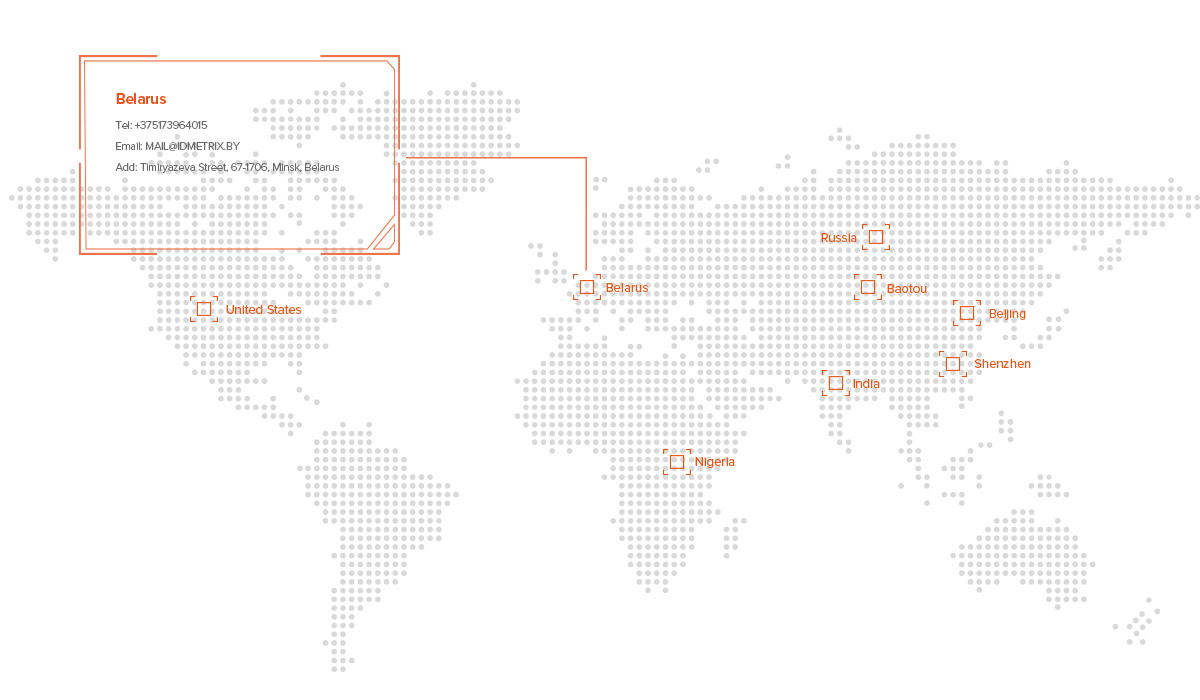 Belarus
Tel: +375173964015
Email: MAIL@IDMETRIX.BY
Add: Timiryazeva Street, 67-1706, Minsk, Belarus
Russia
Belarus
Baotou
United States
Beijing
Shenzhen
India
Nigeria